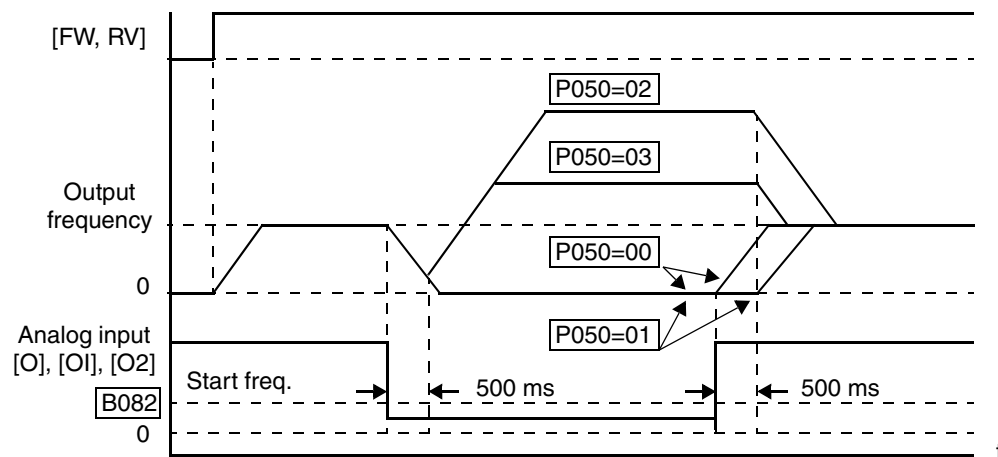 [FW, RV]
P050=02
P050=03
Output
frequency
P050=00
0
P050=01
Analog input
[O], [OI], [O2]
Start freq.
500 ms
500 ms
B082
0
t